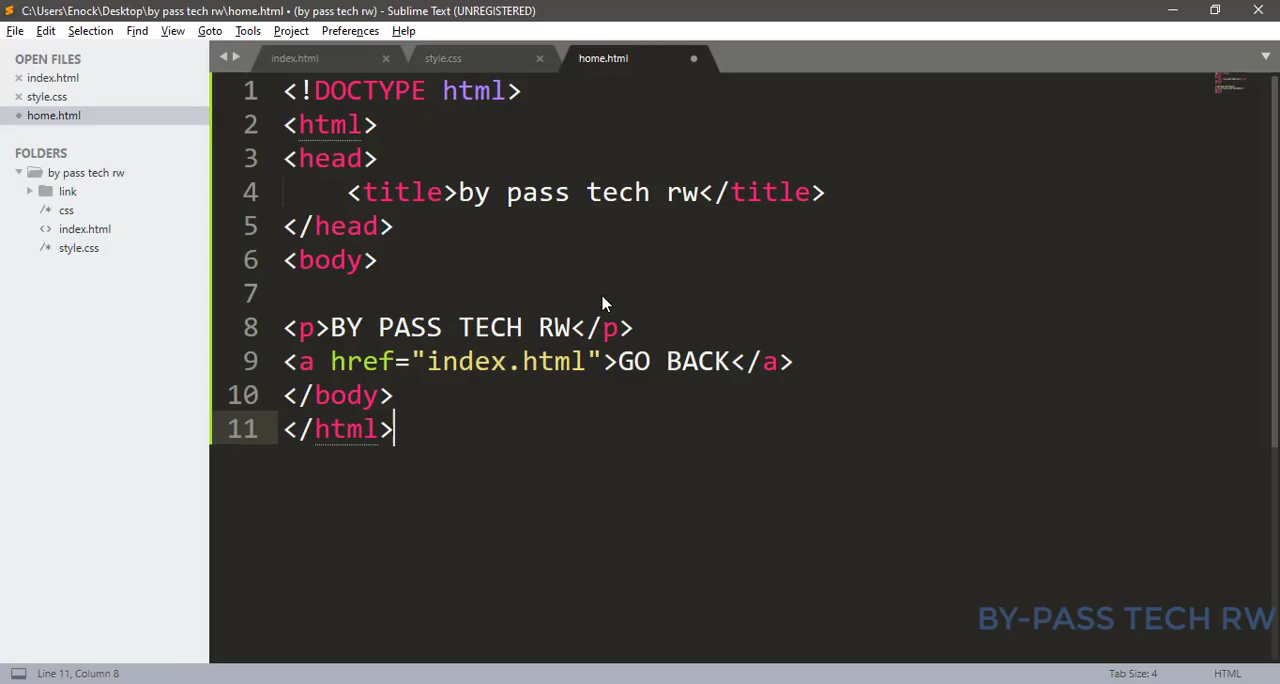 C:\Users\Enock\Desktop\by pass tech rw\home.html • (by pass tech rw) - Sublime Text (UNREGISTERED)
File Edit Selection Find View Goto Tools Project Preferences Help
OPEN FILES
index.html
style.css
home.html
FOLDERS
by pass tech rw
link
/* css
<> index.html
/* style.css
index.html style.css home.html
1 <!DOCTYPE html>
2 <html>
3 <head>
4 <title>by pass tech rw</title>
5 </head>
6 <body>
7
8 <p>BY PASS TECH RW</p>
9 <a href="index.html">GO BACK</a>
10 </body>
11 </html>
BY-PASS TECH RW
Line 11, Column 8
Tab Size: 4
HTML